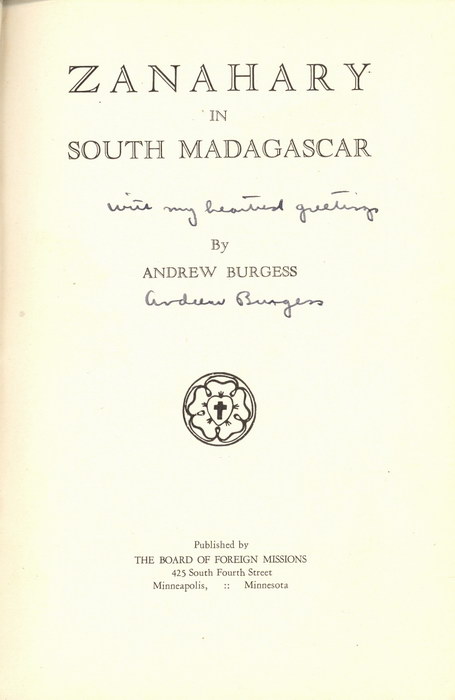 ZANAHARY
IN
SOUTH MADAGASCAR
with my heartiest greetings
By
ANDREW BURGESS
Andrew Burgess
Published by
THE BOARD OF FOREIGN MISSIONS
425 South Fourth Street
Minneapolis, :: Minnesota